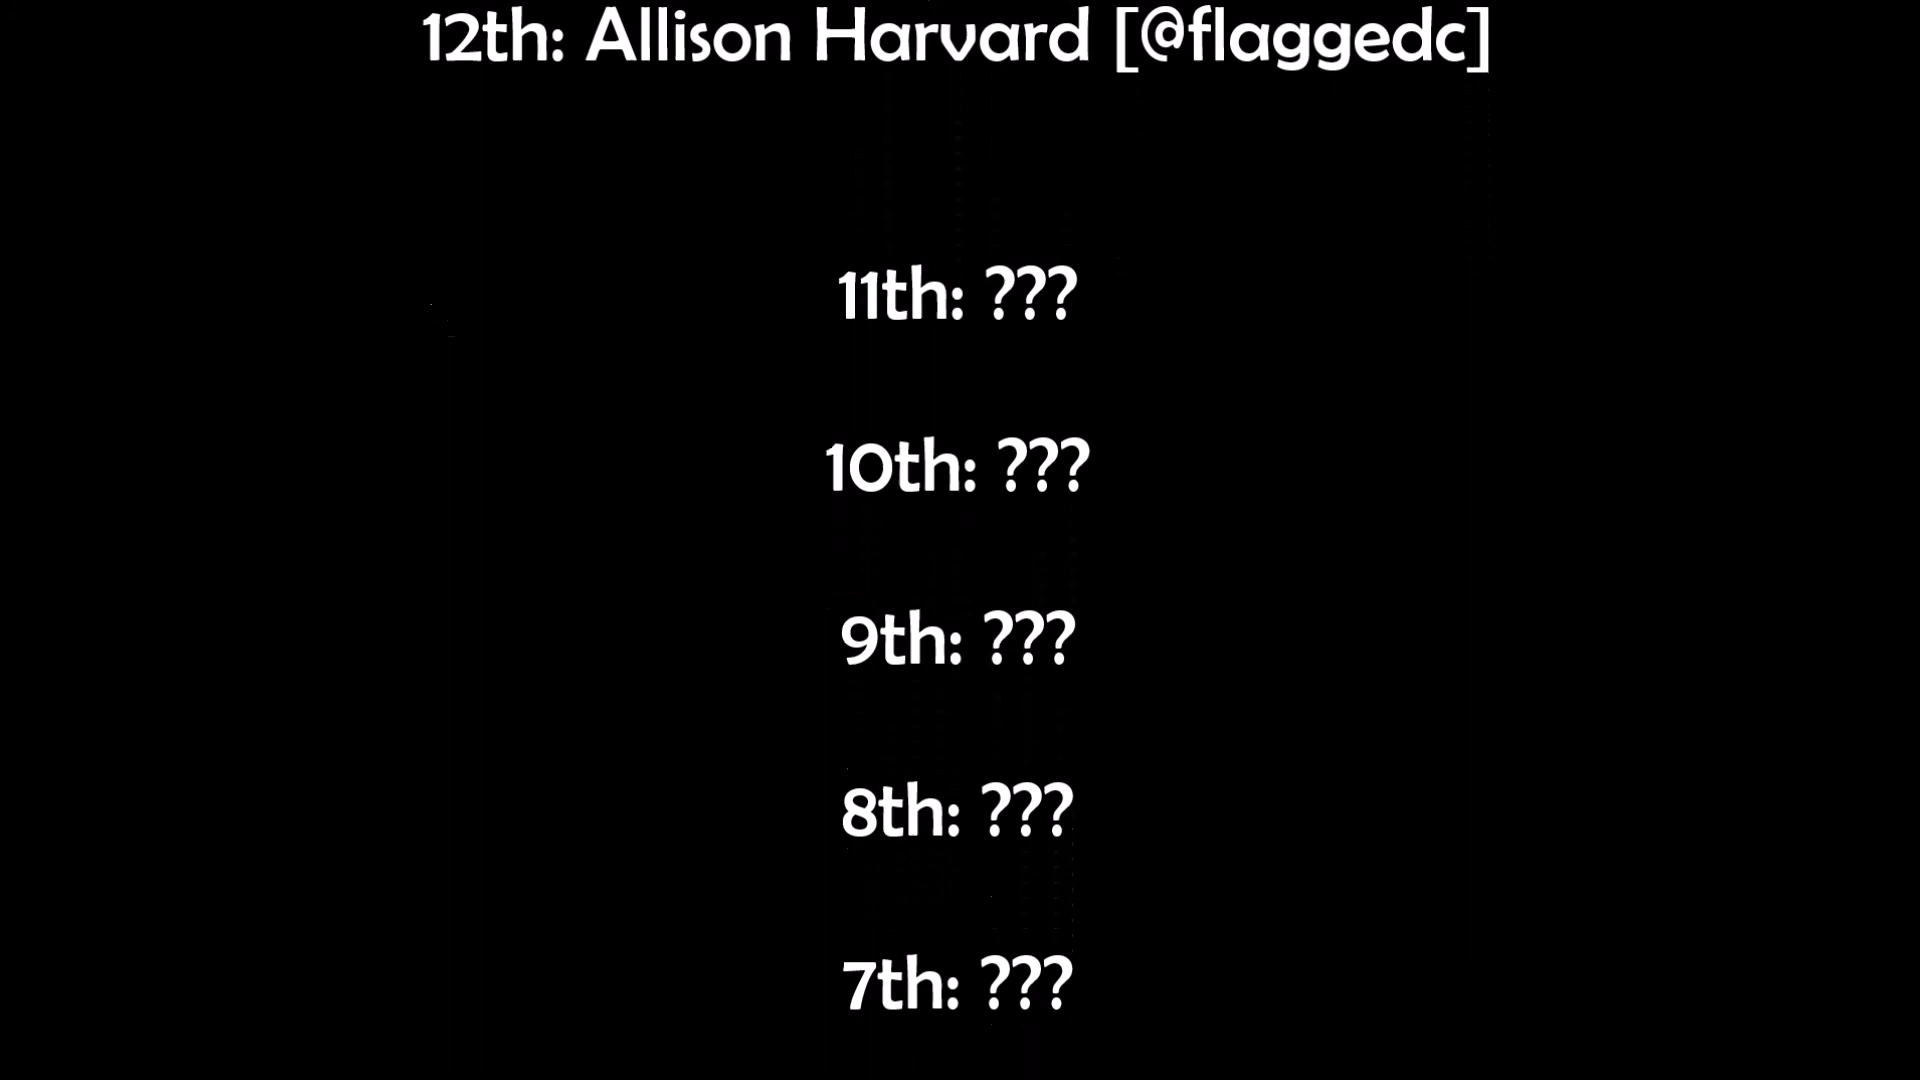 12th: Allison Harvard [@flaggedc]
11th: ???
10th: ???
9th: ???
8th: ???
7th: ???